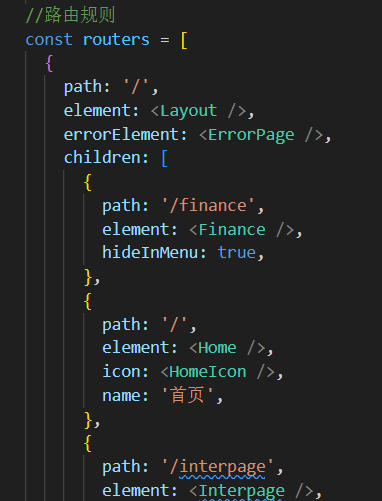 //路由规则
const routers = [
{
path: '/',
element: <Layout />,
errorElement: <ErrorPage />,
children: [
{
path: '/finance',
element: <Finance />,
hideInMenu: true,
},
{
path: '/',
element: <Home />,
icon: <HomeIcon />,
name: '首页',
},
{
path: '/interpage',
element: <Interpage />,